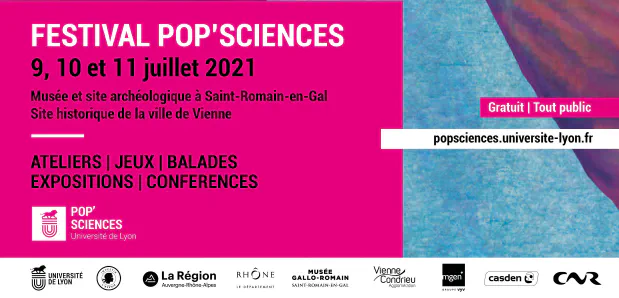 FESTIVAL POP'SCIENCES
9, 10 et 11 juillet 2021
Musée et site archéologique à Saint-Romain-en-Gal
Site historique de la ville de Vienne
Gratuit | Tout public
popsciences.universite-lyon.fr
ATELIERS | JEUX | BALADES
EXPOSITIONS | CONFERENCES
POP'
SCIENCES
Université de Lyon
UNIVERSITÉ
DE LYON
La Région
Auvergne-Rhône-Alpes
RHÔNE
LE DÉPARTEMENT
MUSÉE
GALLO-ROMAIN
SAINT-ROMAIN-EN-GAL
Vienne
Condrieu
Agglomération
mgen
GROUPE vyv
casden
CNR